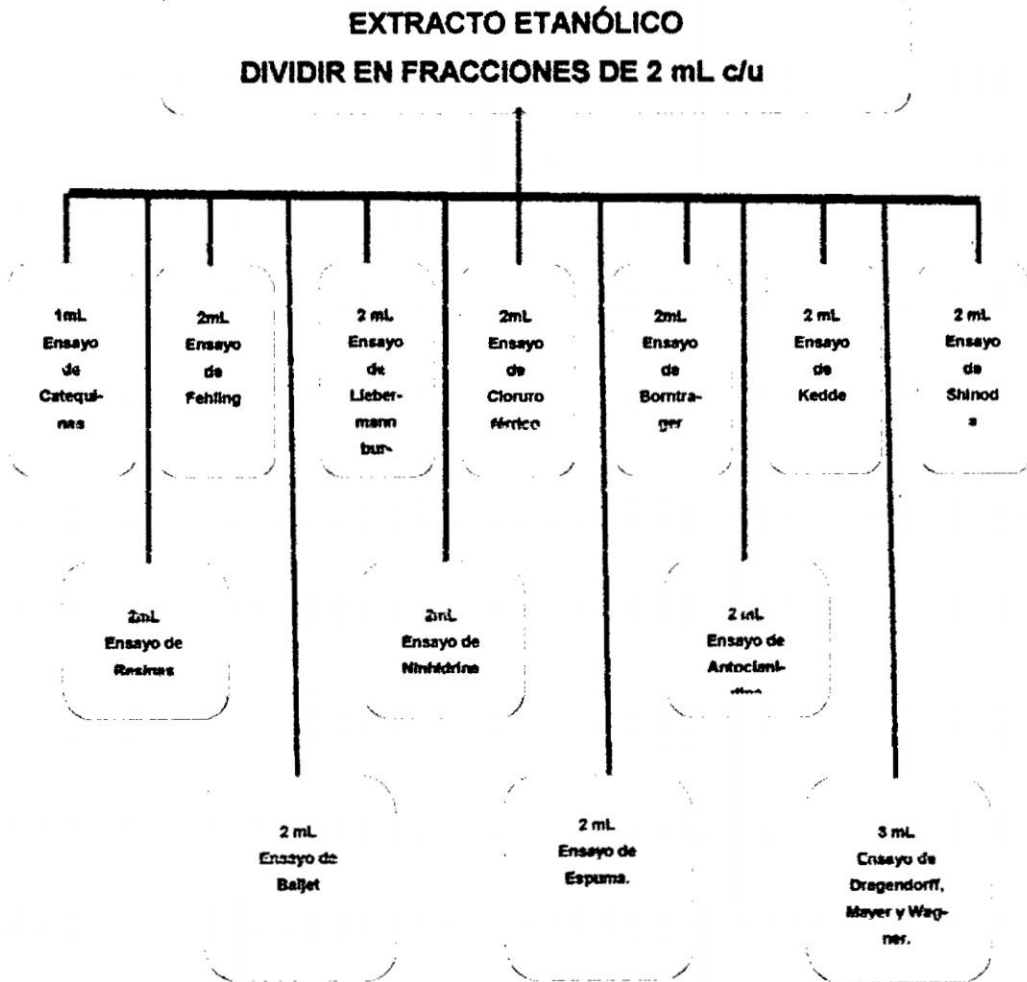 EXTRACTO ETANÓLICO
DIVIDIR EN FRACCIONES DE 2 mL c/u
1mL
Ensayo
de
Catequi-
nas
2mL
Ensayo
de
Fehling
2 mL
Ensayo
de
Lieber-
mann
bur-
2mL
Ensayo
de
Cloruro
férrico
2mL
Ensayo
de
Borntra-
ger
2 mL
Ensayo
de
Kedde
2 mL
Ensayo
de
Shinod
a
2mL
Ensayo de
Resinas
2mL
Ensayo de
Ninhidrina
2 mL
Ensayo de
Antociani-
2 mL
Ensayo de
Baljet
2 mL
Ensayo de
Espuma.
3 mL
Ensayo de
Dragendorff,
Mayer y Wag-
ner.